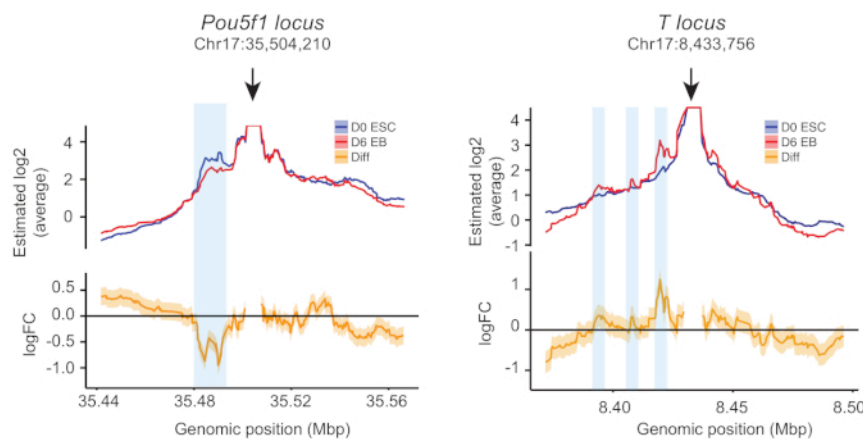 Pou5f1 locus
Chr17:35,504,210
Estimated log2
(average)
4
2
0
D0 ESC
D6 EB
Diff
logFC
0.5
0.0
-0.5
-1.0
35.44
35.48
35.52
35.56
Genomic position (Mbp)
T locus
Chr17:8,433,756
Estimated log2
(average)
4
3
2
1
0
-1
D0 ESC
D6 EB
Diff
logFC
1
0
-1
8.40
8.45
8.50
Genomic position (Mbp)